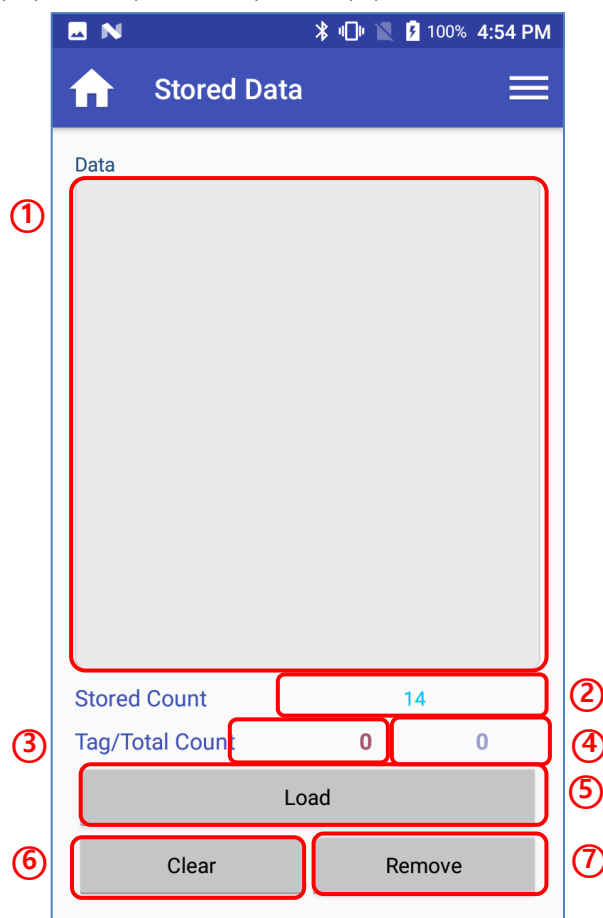 100% 4:54 PM
Stored Data
Data
①
Stored Count 14 ②
③ Tag/Total Count 0 0 ④
Load ⑤
⑥ Clear Remove ⑦